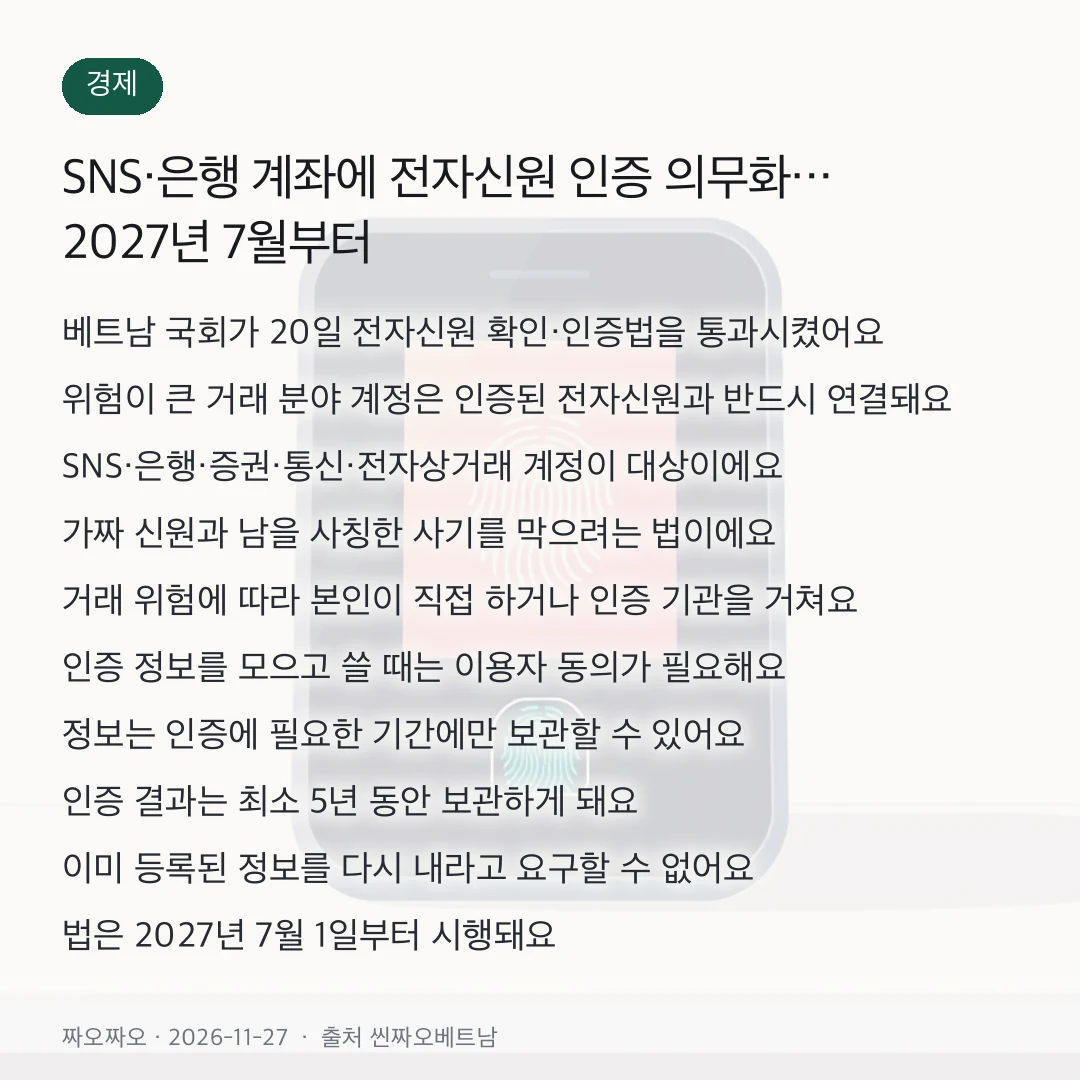 경제
SNS·은행 계좌에 전자신원 인증 의무화…
2027년 7월부터
베트남 국회가 20일 전자신원 확인·인증법을 통과시켰어요
위험이 큰 거래 분야 계정은 인증된 전자신원과 반드시 연결돼요
SNS·은행·증권·통신·전자상거래 계정이 대상이에요
가짜 신원과 남을 사칭한 사기를 막으려는 법이에요
거래 위험에 따라 본인이 직접 하거나 인증 기관을 거쳐요
인증 정보를 모으고 쓸 때는 이용자 동의가 필요해요
정보는 인증에 필요한 기간에만 보관할 수 있어요
인증 결과는 최소 5년 동안 보관하게 돼요
이미 등록된 정보를 다시 내라고 요구할 수 없어요
법은 2027년 7월 1일부터 시행돼요
짜오짜오 · 2026-11-27 · 출처 씬짜오베트남